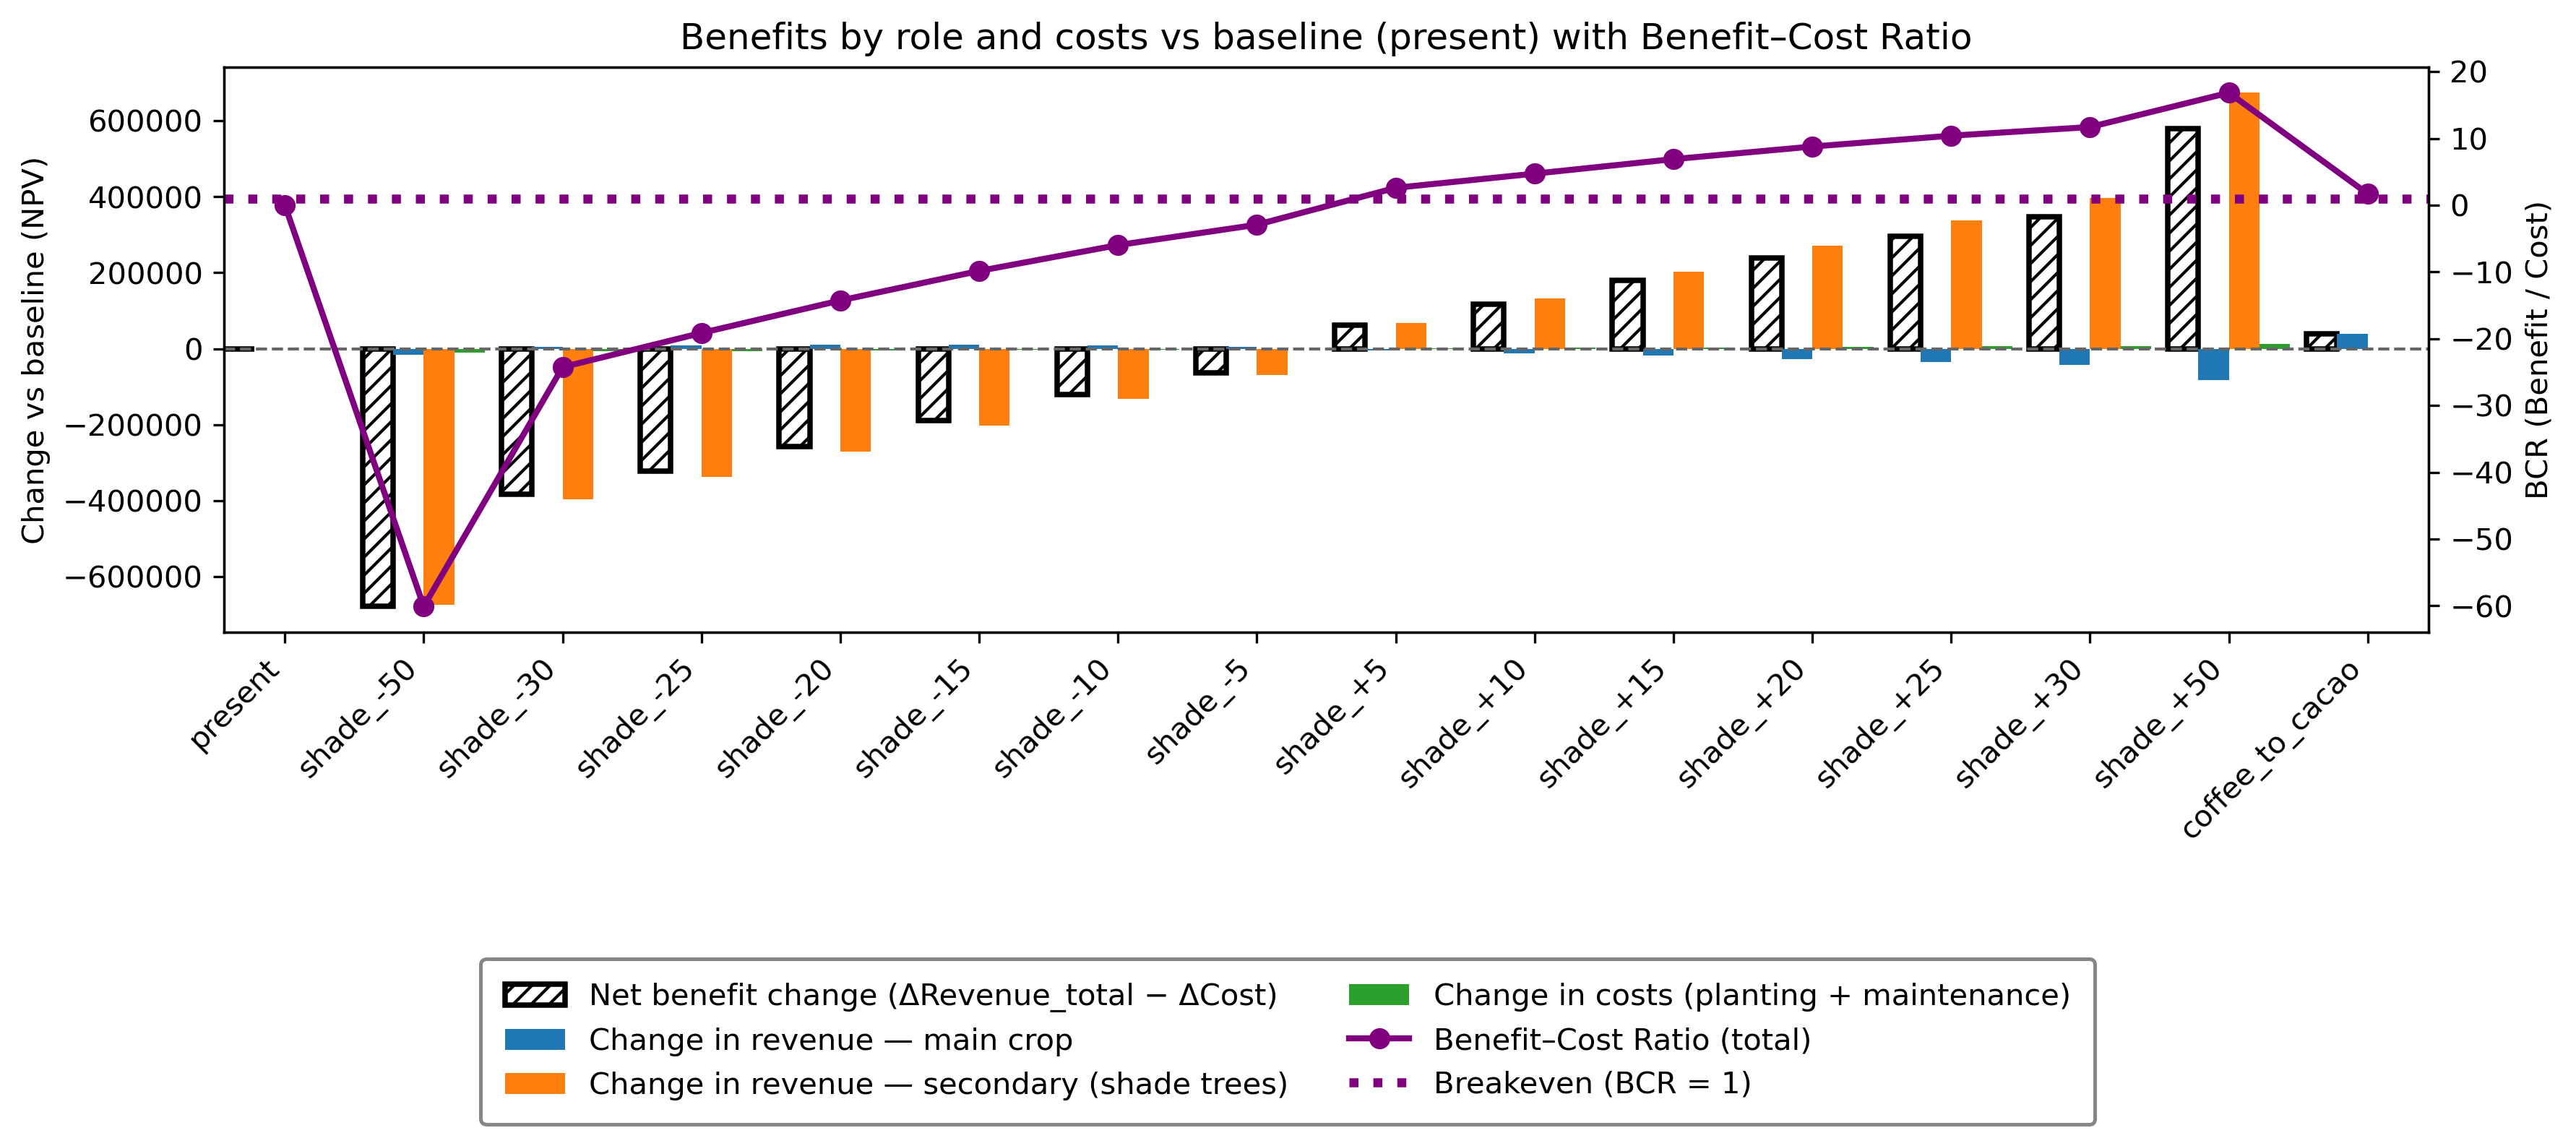 Benefits by role and costs vs baseline (present) with Benefit–Cost Ratio
Change vs baseline (NPV)
600000
400000
200000
0
−200000
−400000
−600000
20
10
0
−10
−20
−30
−40
−50
−60
BCR (Benefit / Cost)
present
shade_-50
shade_-30
shade_-25
shade_-20
shade_-15
shade_-10
shade_-5
shade_+5
shade_+10
shade_+15
shade_+20
shade_+25
shade_+30
shade_+50
coffee_to_cacao
Net benefit change (ΔRevenue_total − ΔCost)
Change in revenue — main crop
Change in revenue — secondary (shade trees)
Change in costs (planting + maintenance)
Benefit–Cost Ratio (total)
Breakeven (BCR = 1)